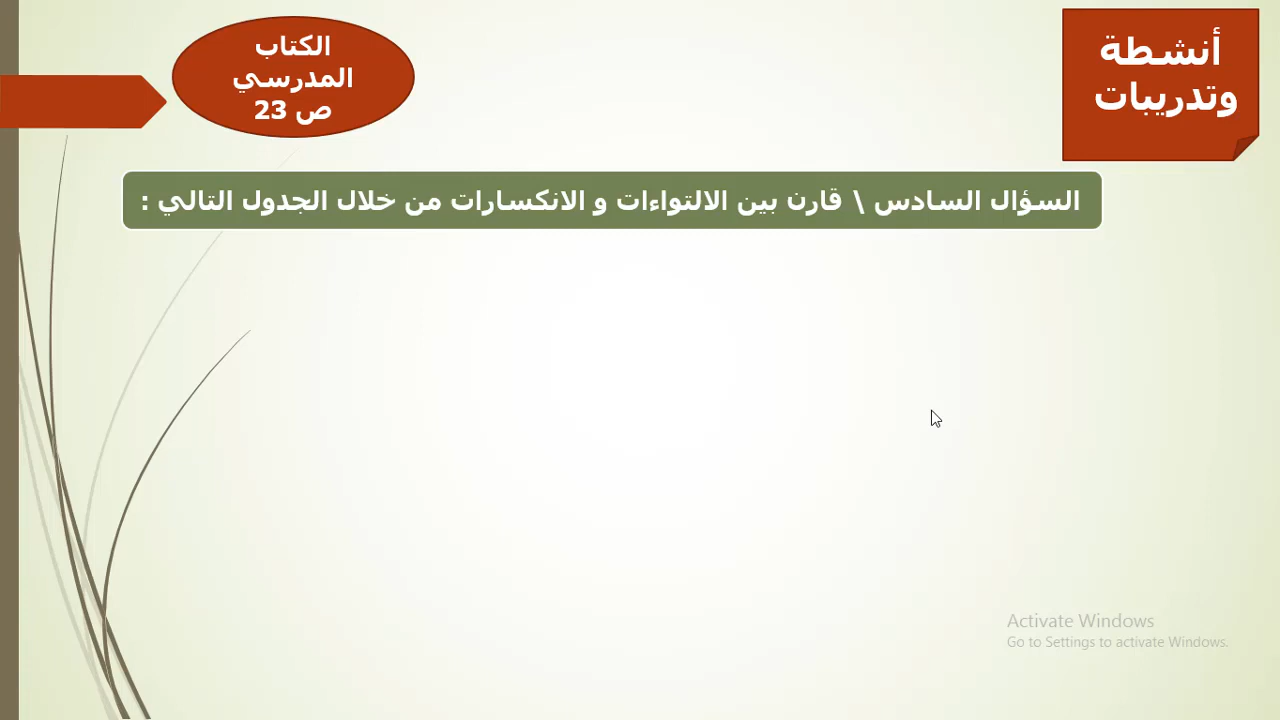 أنشطة
وتدريبات
الكتاب
المدرسي
ص 23
السؤال السادس \ قارن بين الالتواءات و الانكسارات من خلال الجدول التالي :
Activate Windows
Go to Settings to activate Windows.